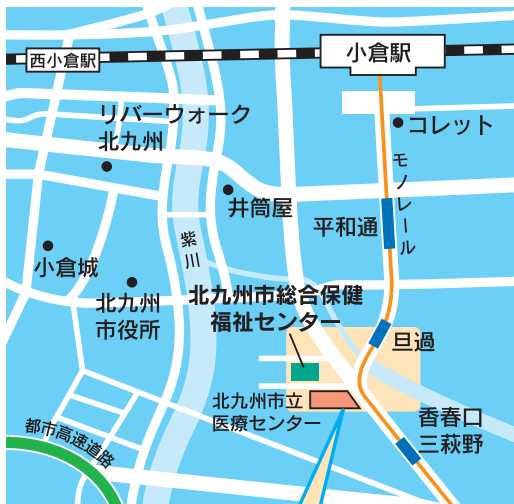 小倉駅
西小倉駅
リバーウォーク
北九州
コレット
モノレール
井筒屋
平和通
紫川
小倉城
北九州
市役所
北九州市総合保健
福祉センター
旦過
北九州市立
医療センター
香春口
三萩野
都市高速道路